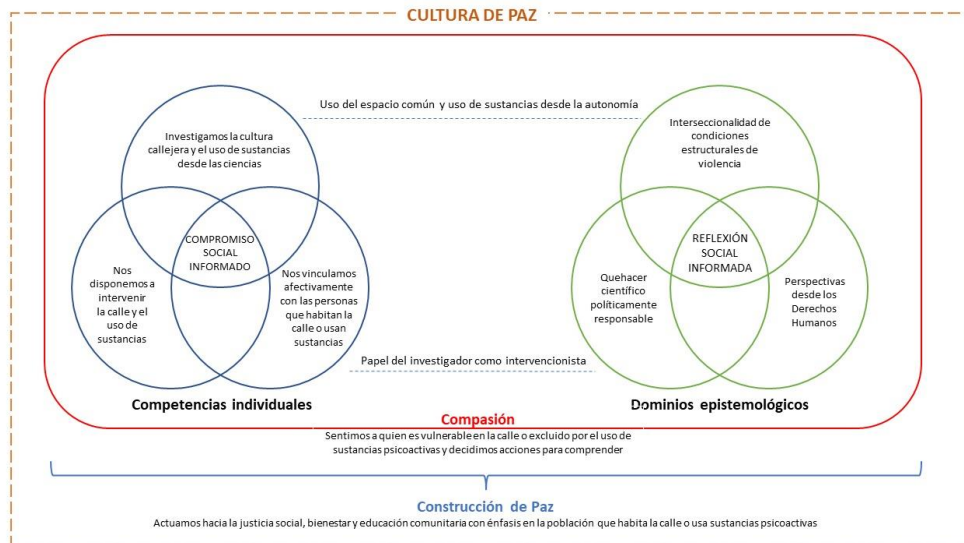 CULTURA DE PAZ
Uso del espacio común y uso de sustancias desde la autonomía
Investigamos la cultura
callejera y el uso de sustancias
desde las ciencias
COMPROMISO
SOCIAL
INFORMADO
Nos
disponemos a
intervenir
la calle y el
uso de
sustancias
Nos vinculamos
afectivamente
con las personas
que habitan la
calle o usan
sustancias
Interseccionalidad de
condiciones
estructurales de
violencia
REFLEXIÓN
SOCIAL
INFORMADA
Quehacer
científico
políticamente
responsable
Perspectivas
desde los
Derechos
Humanos
Papel del investigador como intervencionista
Competencias individuales
Dominios epistemológicos
Compasión
Sentimos a quien es vulnerable en la calle o excluido por el uso de
sustancias psicoactivas y decidimos acciones para comprender
Construcción de Paz
Actuamos hacia la justicia social, bienestar y educación comunitaria con énfasis en la población que habita la calle o usa sustancias psicoactivas